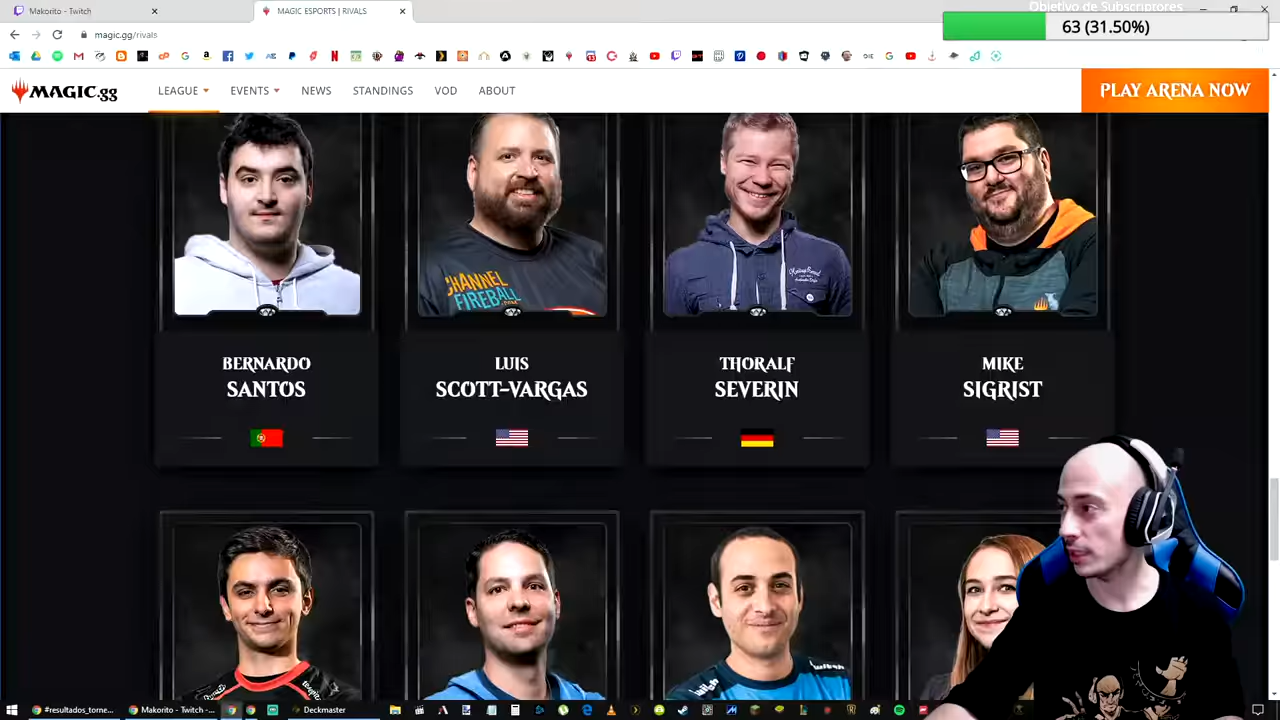 Makorito - Twitch
MAGIC ESPORTS | RIVALS
Objetivo de Subscriptores
63 (31.50%)
magic.gg/rivals
MAGIC.gg
LEAGUE
EVENTS
NEWS
STANDINGS
VOD
ABOUT
PLAY ARENA NOW
CHANNEL
FIREBALL
BERNARDO
SANTOS
LUIS
SCOTT-VARGAS
THORALF
SEVERIN
MIKE
SIGRIST
#resultados_torne...
Makorito - Twitch -...
Deckmaster